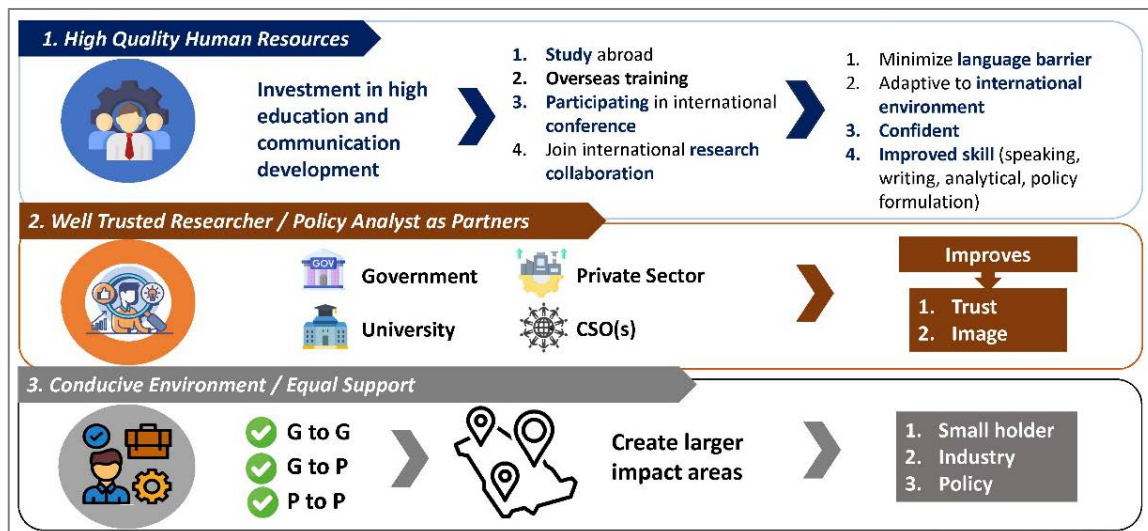 1. High Quality Human Resources
Investment in high
education and
communication
development
1. Study abroad
2. Overseas training
3. Participating in international
conference
4. Join international research
collaboration
1. Minimize language barrier
2. Adaptive to international
environment
3. Confident
4. Improved skill (speaking,
writing, analytical, policy
formulation)
2. Well Trusted Researcher / Policy Analyst as Partners
GOV
Government
Private Sector
University
CSO(s)
Improves
1. Trust
2. Image
3. Conducive Environment / Equal Support
G to G
G to P
P to P
Create larger
impact areas
1. Small holder
2. Industry
3. Policy